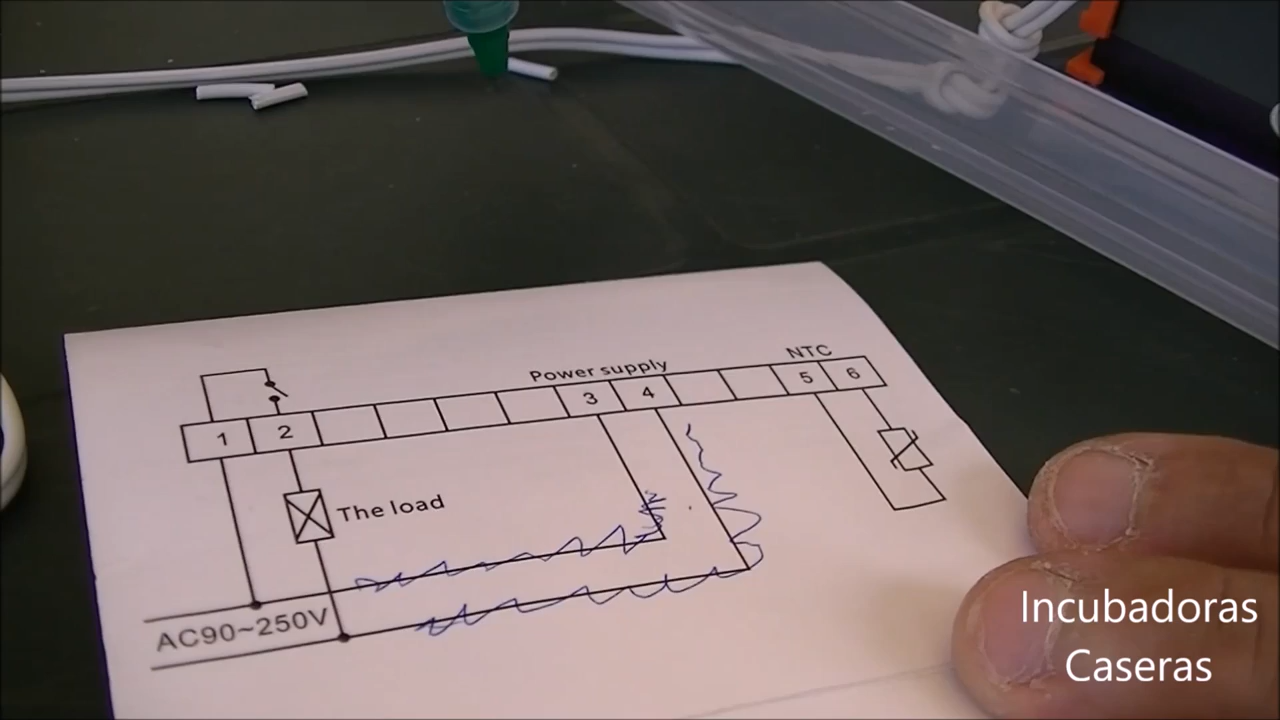 Power supply
NTC
1 2 3 4 5 6
The load
AC90~250V
Incubadoras
Caseras